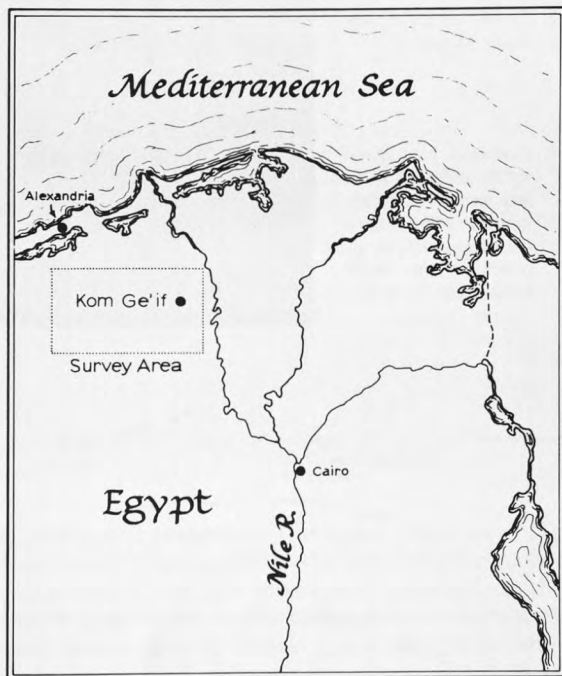 Mediterranean Sea
Alexandria
Kom Ge'if
Survey Area
Cairo
Egypt
Nile R.